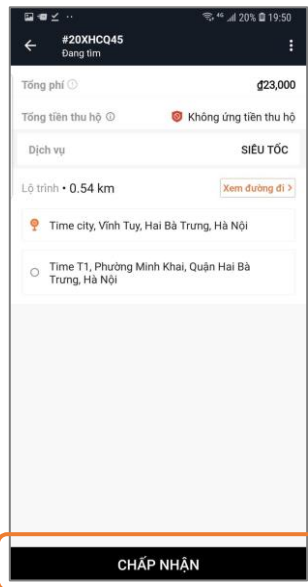 20% 19:50
#20XHCQ45
Đang tìm
Tổng phí
₫23,000
Tổng tiền thu hộ
Không ứng tiền thu hộ
Dịch vụ
SIÊU TỐC
Lộ trình • 0.54 km
Xem đường đi >
Time city, Vĩnh Tuy, Hai Bà Trưng, Hà Nội
Time T1, Phường Minh Khai, Quận Hai Bà
Trưng, Hà Nội
CHẤP NHẬN